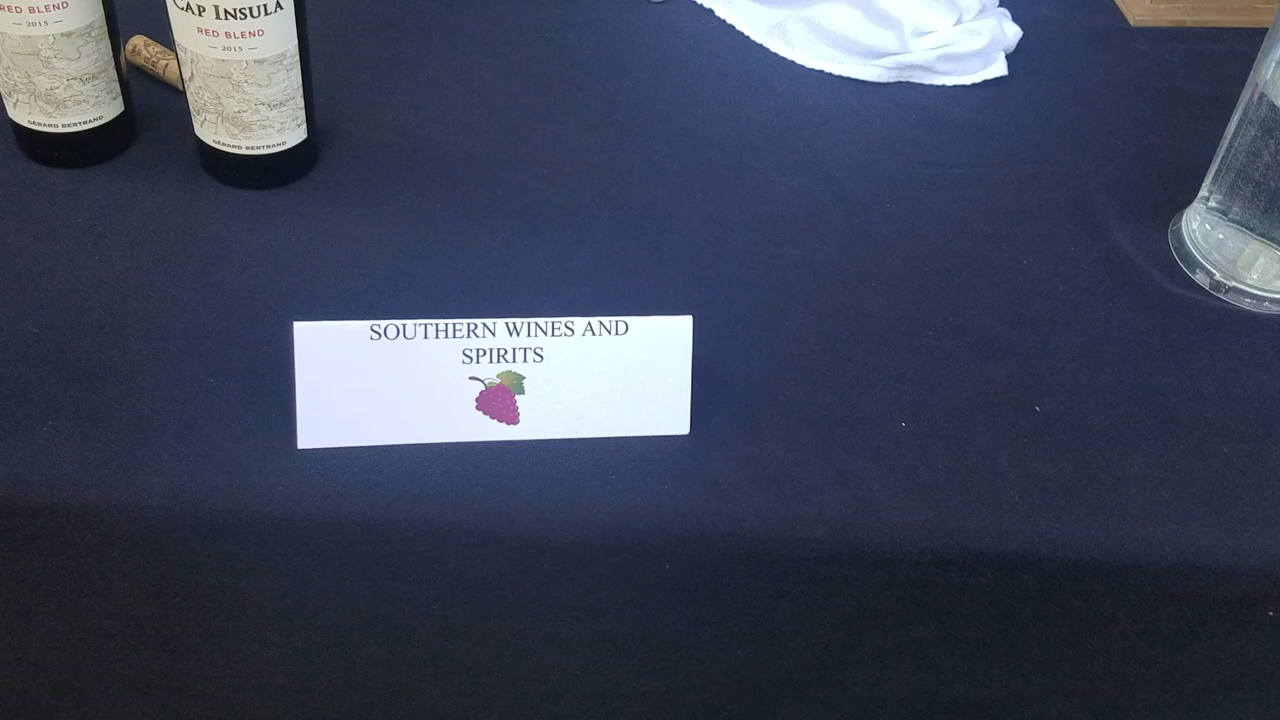 RED BLEND
2015
GÉRARD BERTRAND
CAP INSULA
RED BLEND
2015
GÉRARD BERTRAND
SOUTHERN WINES AND
SPIRITS